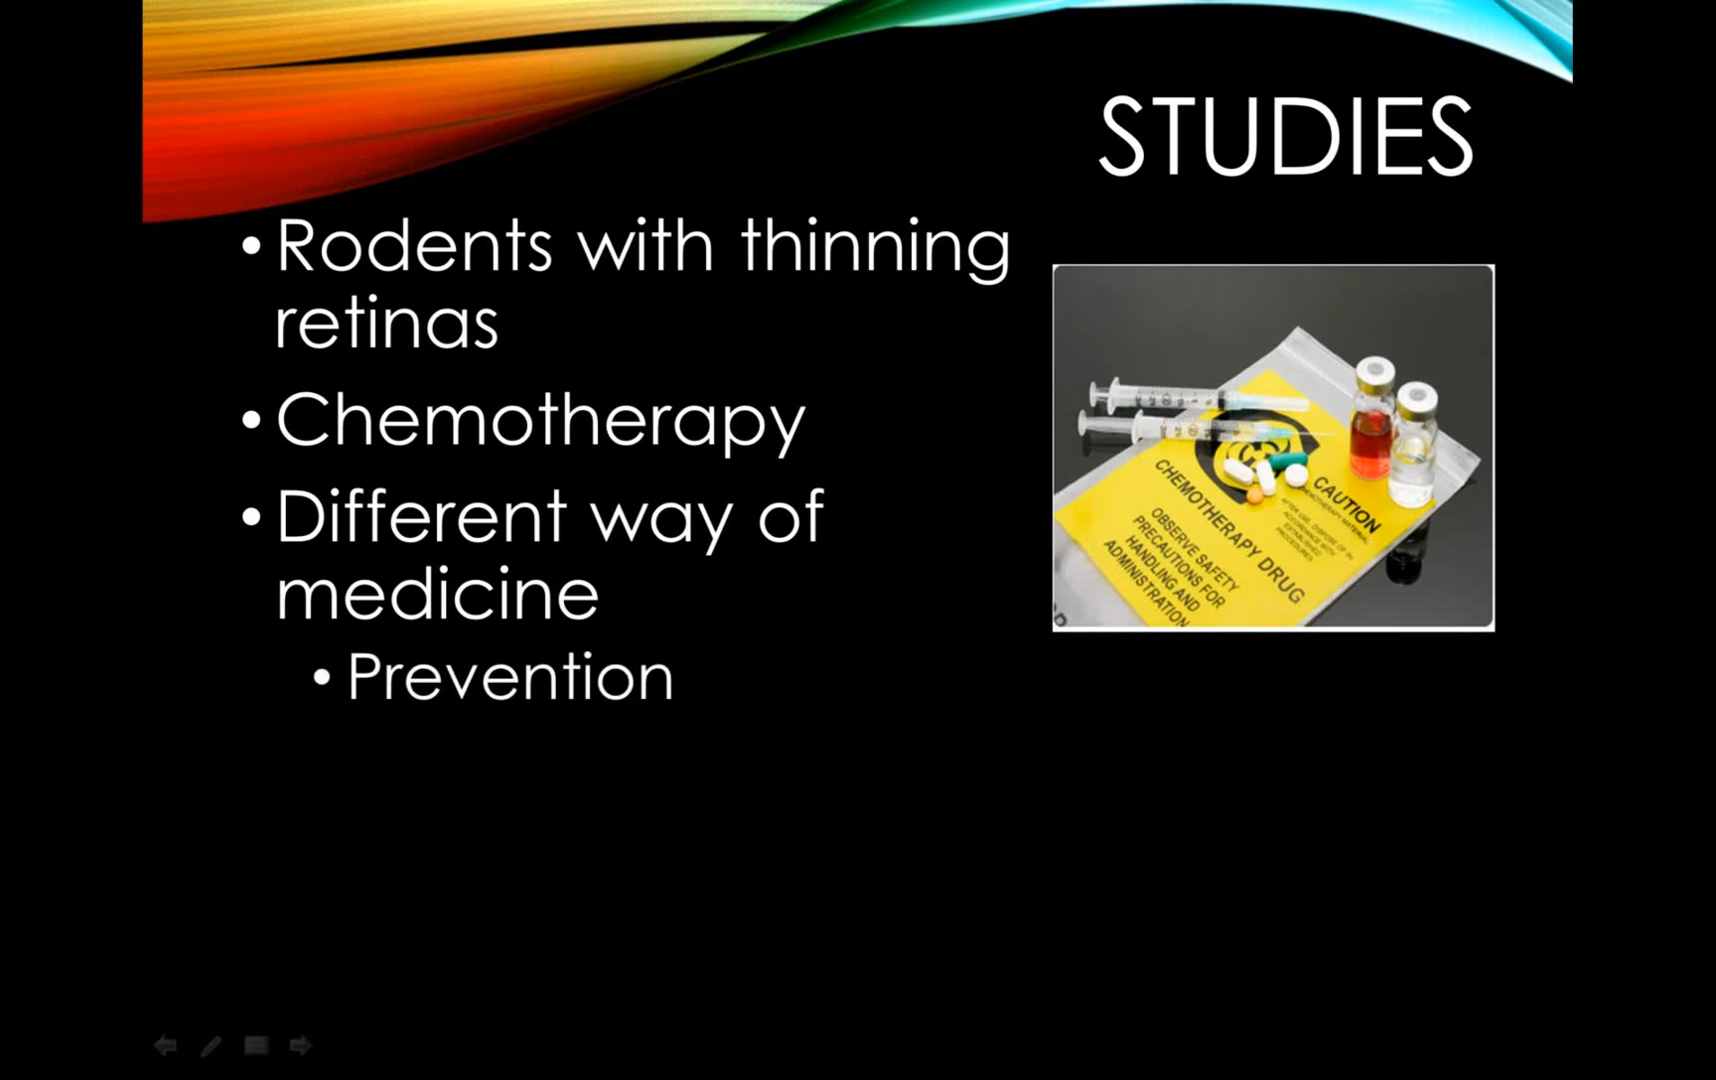 STUDIES
• Rodents with thinning
retinas
• Chemotherapy
• Different way of
medicine
• Prevention
CAUTION
CHEMOTHERAPY DRUG
OBSERVE SAFETY
PRECAUTIONS FOR
HANDLING AND
ADMINISTRATION